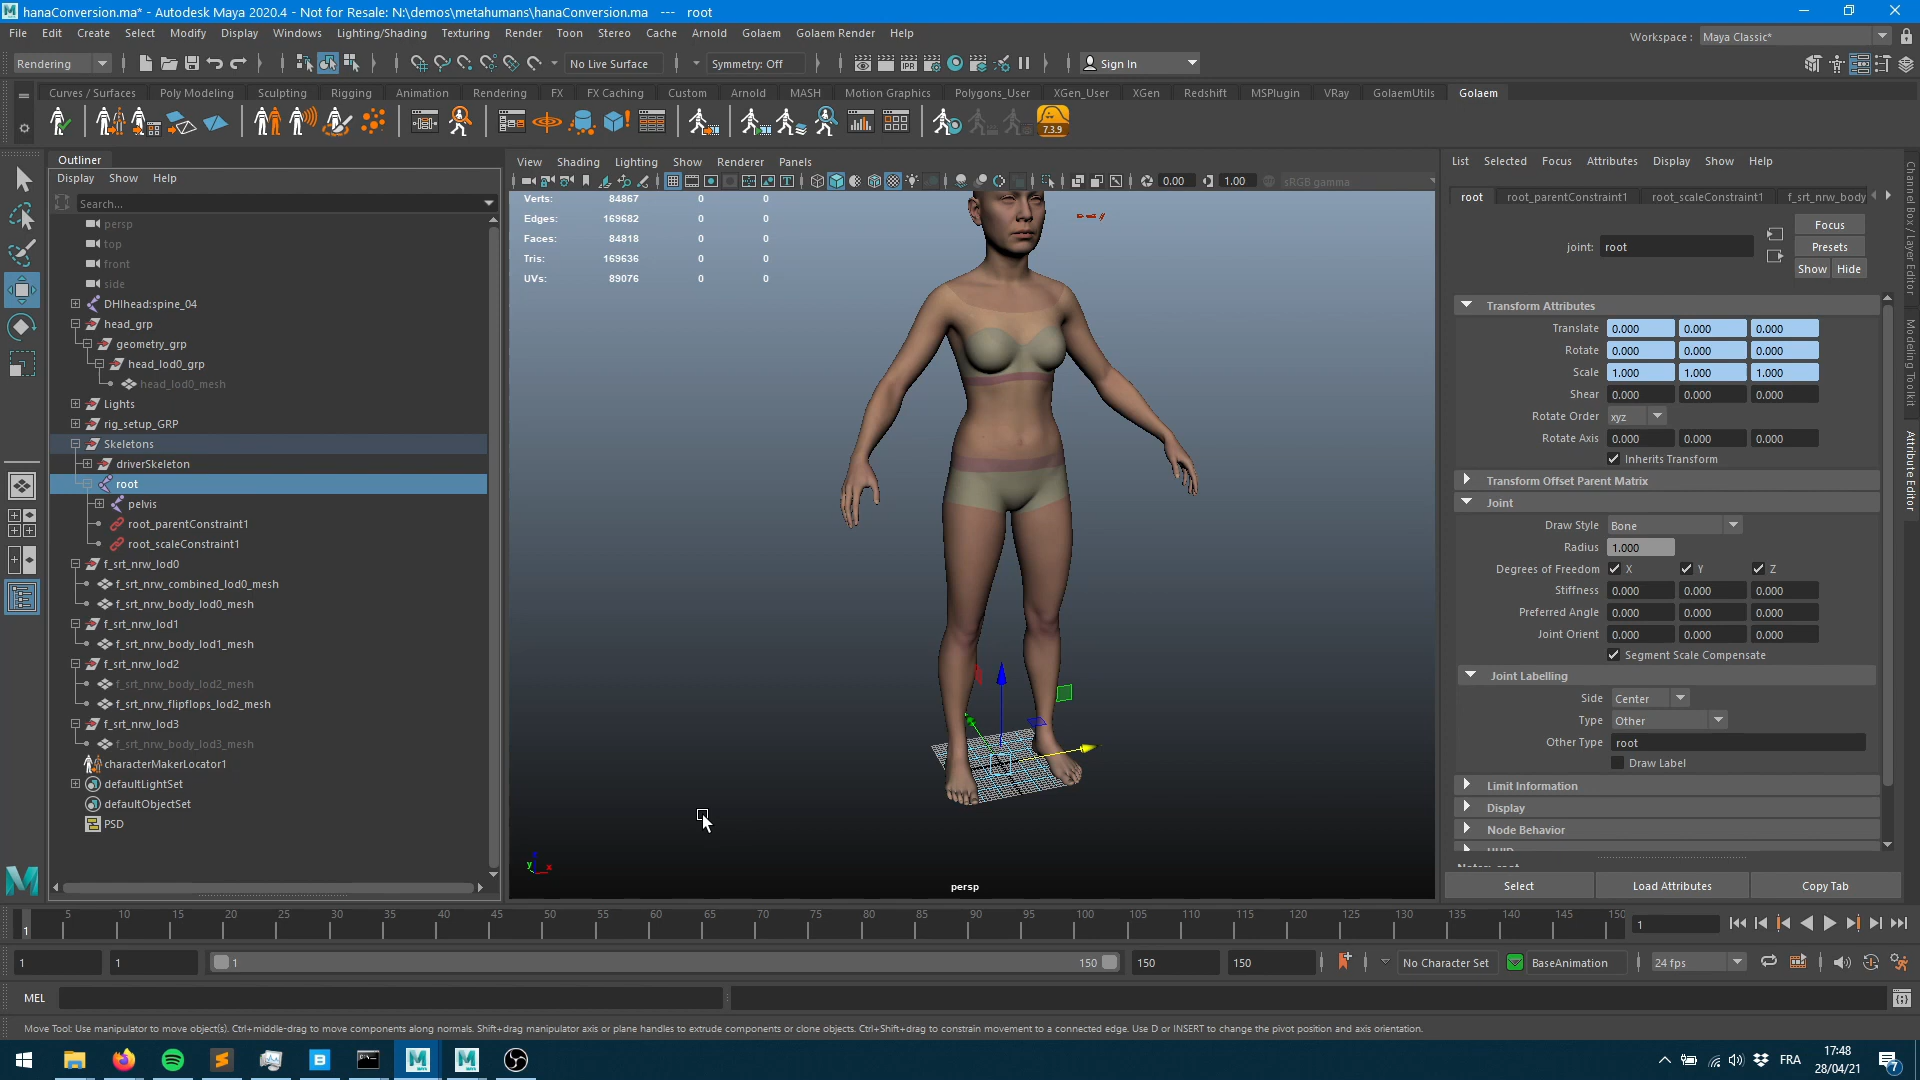 hanaConversion.ma* - Autodesk Maya 2020.4 - Not for Resale: N:\demos\metahumans\hanaConversion.ma --- root
File Edit Create Select Modify Display Windows Lighting/Shading Texturing Render Toon Stereo Cache Arnold Golaem Golaem Render Help
Workspace : Maya Classic*
Rendering No Live Surface Symmetry: Off Sign In
Curves / Surfaces Poly Modeling Sculpting Rigging Animation Rendering FX FX Caching Custom Arnold MASH Motion Graphics Polygons_User XGen_User XGen Redshift MSPlugin VRay GolaemUtils Golaem
IPR
7.3.9
Outliner
Display Show Help
Search...
persp
top
front
side
DHIhead:spine_04
head_grp
geometry_grp
head_lod0_grp
head_lod0_mesh
Lights
rig_setup_GRP
Skeletons
driverSkeleton
root
pelvis
root_parentConstraint1
root_scaleConstraint1
f_srt_nrw_lod0
f_srt_nrw_combined_lod0_mesh
f_srt_nrw_body_lod0_mesh
f_srt_nrw_lod1
f_srt_nrw_body_lod1_mesh
f_srt_nrw_lod2
f_srt_nrw_body_lod2_mesh
f_srt_nrw_flipflops_lod2_mesh
f_srt_nrw_lod3
f_srt_nrw_body_lod3_mesh
characterMakerLocator1
defaultLightSet
defaultObjectSet
PSD
View Shading Lighting Show Renderer Panels
0.00 1.00 sRGB gamma
Verts: 84867 0 0
Edges: 169682 0 0
Faces: 84818 0 0
Tris: 169636 0 0
UVs: 89076 0 0
y x
persp
List Selected Focus Attributes Display Show Help
root root_parentConstraint1 root_scaleConstraint1 f_srt_nrw_body
Focus
joint: root
Presets
Show Hide
Transform Attributes
Translate 0.000 0.000 0.000
Rotate 0.000 0.000 0.000
Scale 1.000 1.000 1.000
Shear 0.000 0.000 0.000
Rotate Order xyz
Rotate Axis 0.000 0.000 0.000
Inherits Transform
Transform Offset Parent Matrix
Joint
Draw Style Bone
Radius 1.000
Degrees of Freedom X Y Z
Stiffness 0.000 0.000 0.000
Preferred Angle 0.000 0.000 0.000
Joint Orient 0.000 0.000 0.000
Segment Scale Compensate
Joint Labelling
Side Center
Type Other
Other Type root
Draw Label
Limit Information
Display
Node Behavior
Select Load Attributes Copy Tab
Channel Box / Layer Editor
Modeling Toolkit
Attribute Editor
5 10 15 20 25 30 35 40 45 50 55 60 65 70 75 80 85 90 95 100 105 110 115 120 125 130 135 140 145 150
1
1
1 1 1 150 150 150 No Character Set BaseAnimation 24 fps
MEL
Move Tool: Use manipulator to move object(s). Ctrl+middle-drag to move components along normals. Shift+drag manipulator axis or plane handles to extrude components or clone objects. Ctrl+Shift+drag to constrain movement to a connected edge. Use D or INSERT to change the pivot position and axis orientation.
FRA
17:48
28/04/21
7